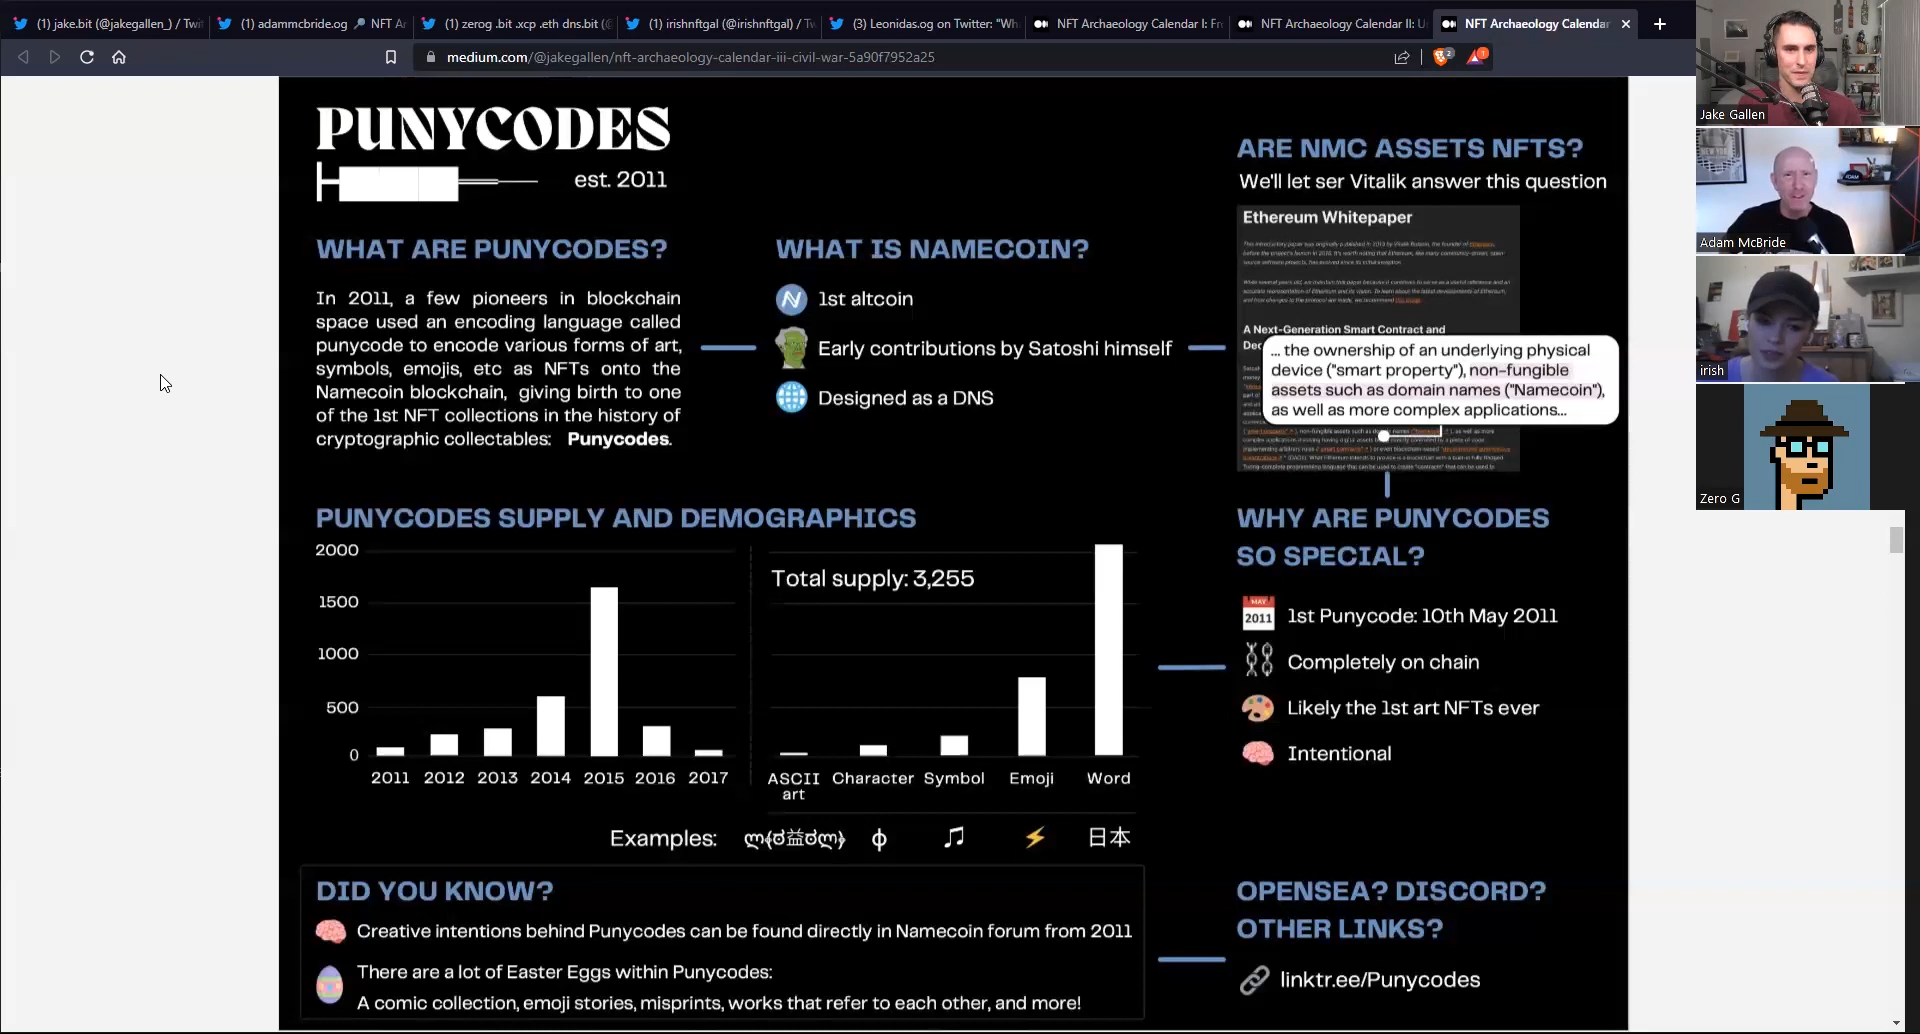 (1) jake.bit (@jakegallen_) / Twit
(1) adammcbride.og 🔎 NFT Ar
(1) zerog .bit .xcp .eth dns.bit (@
(1) irishnftgal (@irishnftgal) / Tw
(3) Leonidas.og on Twitter: "Wh
NFT Archaeology Calendar I: Fr
NFT Archaeology Calendar II: U
NFT Archaeology Calendar
medium.com/@jakegallen/nft-archaeology-calendar-iii-civil-war-5a90f7952a25
2
1
Jake Gallen
Adam McBride
irish
Zero G
PUNYCODES
est. 2011
WHAT ARE PUNYCODES?
In 2011, a few pioneers in blockchain
space used an encoding language called
punycode to encode various forms of art,
symbols, emojis, etc as NFTs onto the
Namecoin blockchain, giving birth to one
of the 1st NFT collections in the history of
cryptographic collectables: Punycodes.
WHAT IS NAMECOIN?
N
1st altcoin
Early contributions by Satoshi himself
Designed as a DNS
ARE NMC ASSETS NFTS?
We'll let ser Vitalik answer this question
Ethereum Whitepaper
A Next-Generation Smart Contract and
... the ownership of an underlying physical
device ("smart property"), non-fungible
assets such as domain names ("Namecoin"),
as well as more complex applications...
PUNYCODES SUPPLY AND DEMOGRAPHICS
2000
1500
1000
500
0
2011 2012 2013 2014 2015 2016 2017
Total supply: 3,255
ASCII art
Character
Symbol
Emoji
Word
Examples: ლ(ಠ益ಠლ) ɸ ♫ ⚡ 日本
WHY ARE PUNYCODES
SO SPECIAL?
MAY
2011
1st Punycode: 10th May 2011
Completely on chain
Likely the 1st art NFTs ever
Intentional
DID YOU KNOW?
Creative intentions behind Punycodes can be found directly in Namecoin forum from 2011
There are a lot of Easter Eggs within Punycodes:
A comic collection, emoji stories, misprints, works that refer to each other, and more!
OPENSEA? DISCORD?
OTHER LINKS?
linktr.ee/Punycodes